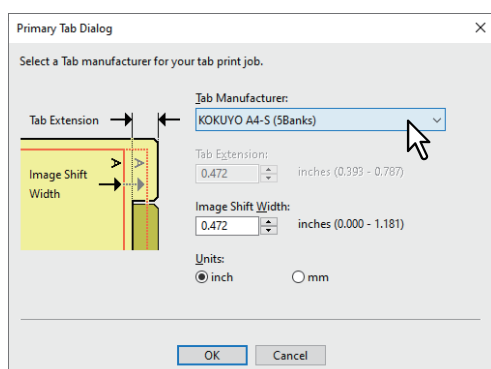 Primary Tab Dialog
Select a Tab manufacturer for your tab print job.
Tab Extension
Image Shift
Width
A A
Tab Manufacturer:
KOKUYO A4-S (5Banks)
Tab Extension:
0.472 inches (0.393 - 0.787)
Image Shift Width:
0.472 inches (0.000 - 1.181)
Units:
inch mm
OK Cancel